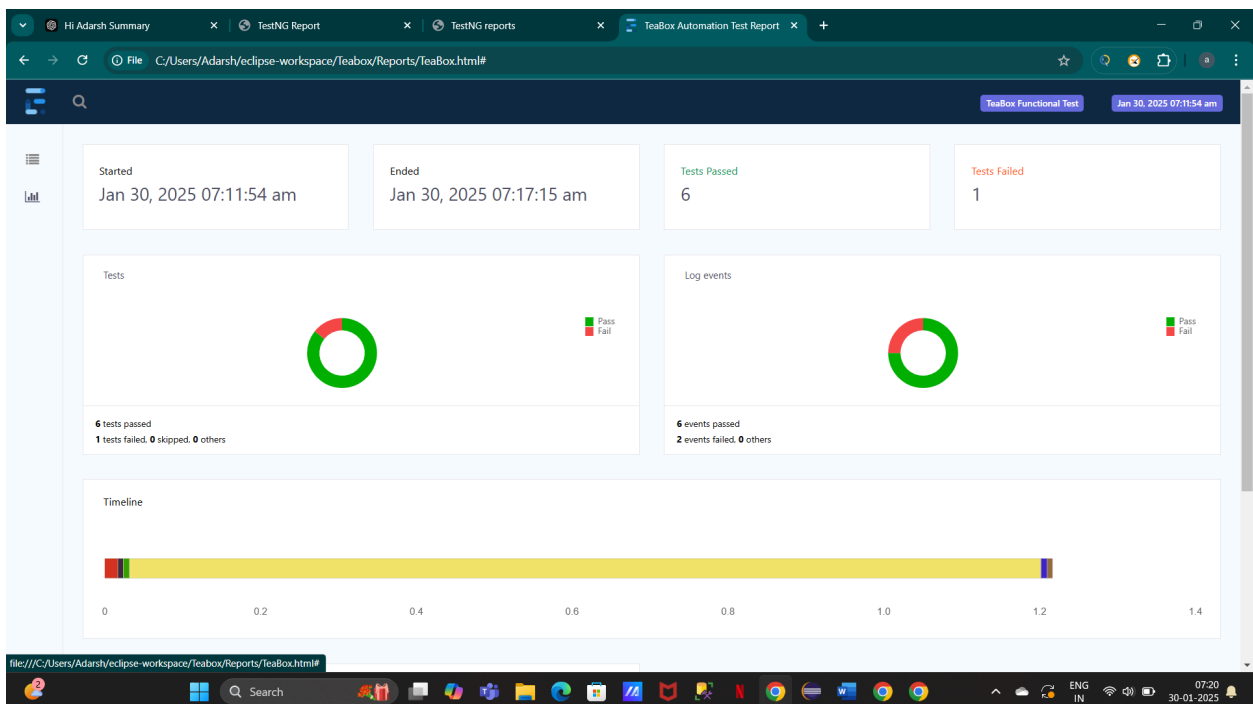 Hi Adarsh Summary
TestNG Report
TestNG reports
TeaBox Automation Test Report
File C:/Users/Adarsh/eclipse-workspace/Teabox/Reports/TeaBox.html#
a
TeaBox Functional Test
Jan 30, 2025 07:11:54 am
Started
Jan 30, 2025 07:11:54 am
Ended
Jan 30, 2025 07:17:15 am
Tests Passed
6
Tests Failed
1
Tests
Pass
Fail
6 tests passed
1 tests failed, 0 skipped, 0 others
Log events
Pass
Fail
6 events passed
2 events failed, 0 others
Timeline
0 0.2 0.4 0.6 0.8 1.0 1.2 1.4
file:///C:/Users/Adarsh/eclipse-workspace/Teabox/Reports/TeaBox.html#
2
Search
ENG
IN
07:20
30-01-2025